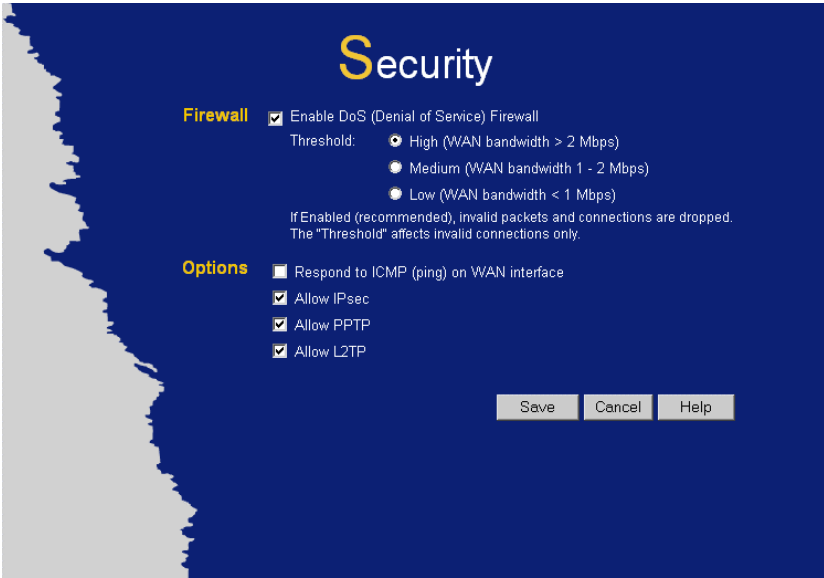 Security
Firewall Enable DoS (Denial of Service) Firewall
Threshold: High (WAN bandwidth > 2 Mbps)
Medium (WAN bandwidth 1 - 2 Mbps)
Low (WAN bandwidth < 1 Mbps)
If Enabled (recommended), invalid packets and connections are dropped.
The "Threshold" affects invalid connections only.
Options Respond to ICMP (ping) on WAN interface
Allow IPsec
Allow PPTP
Allow L2TP
Save Cancel Help